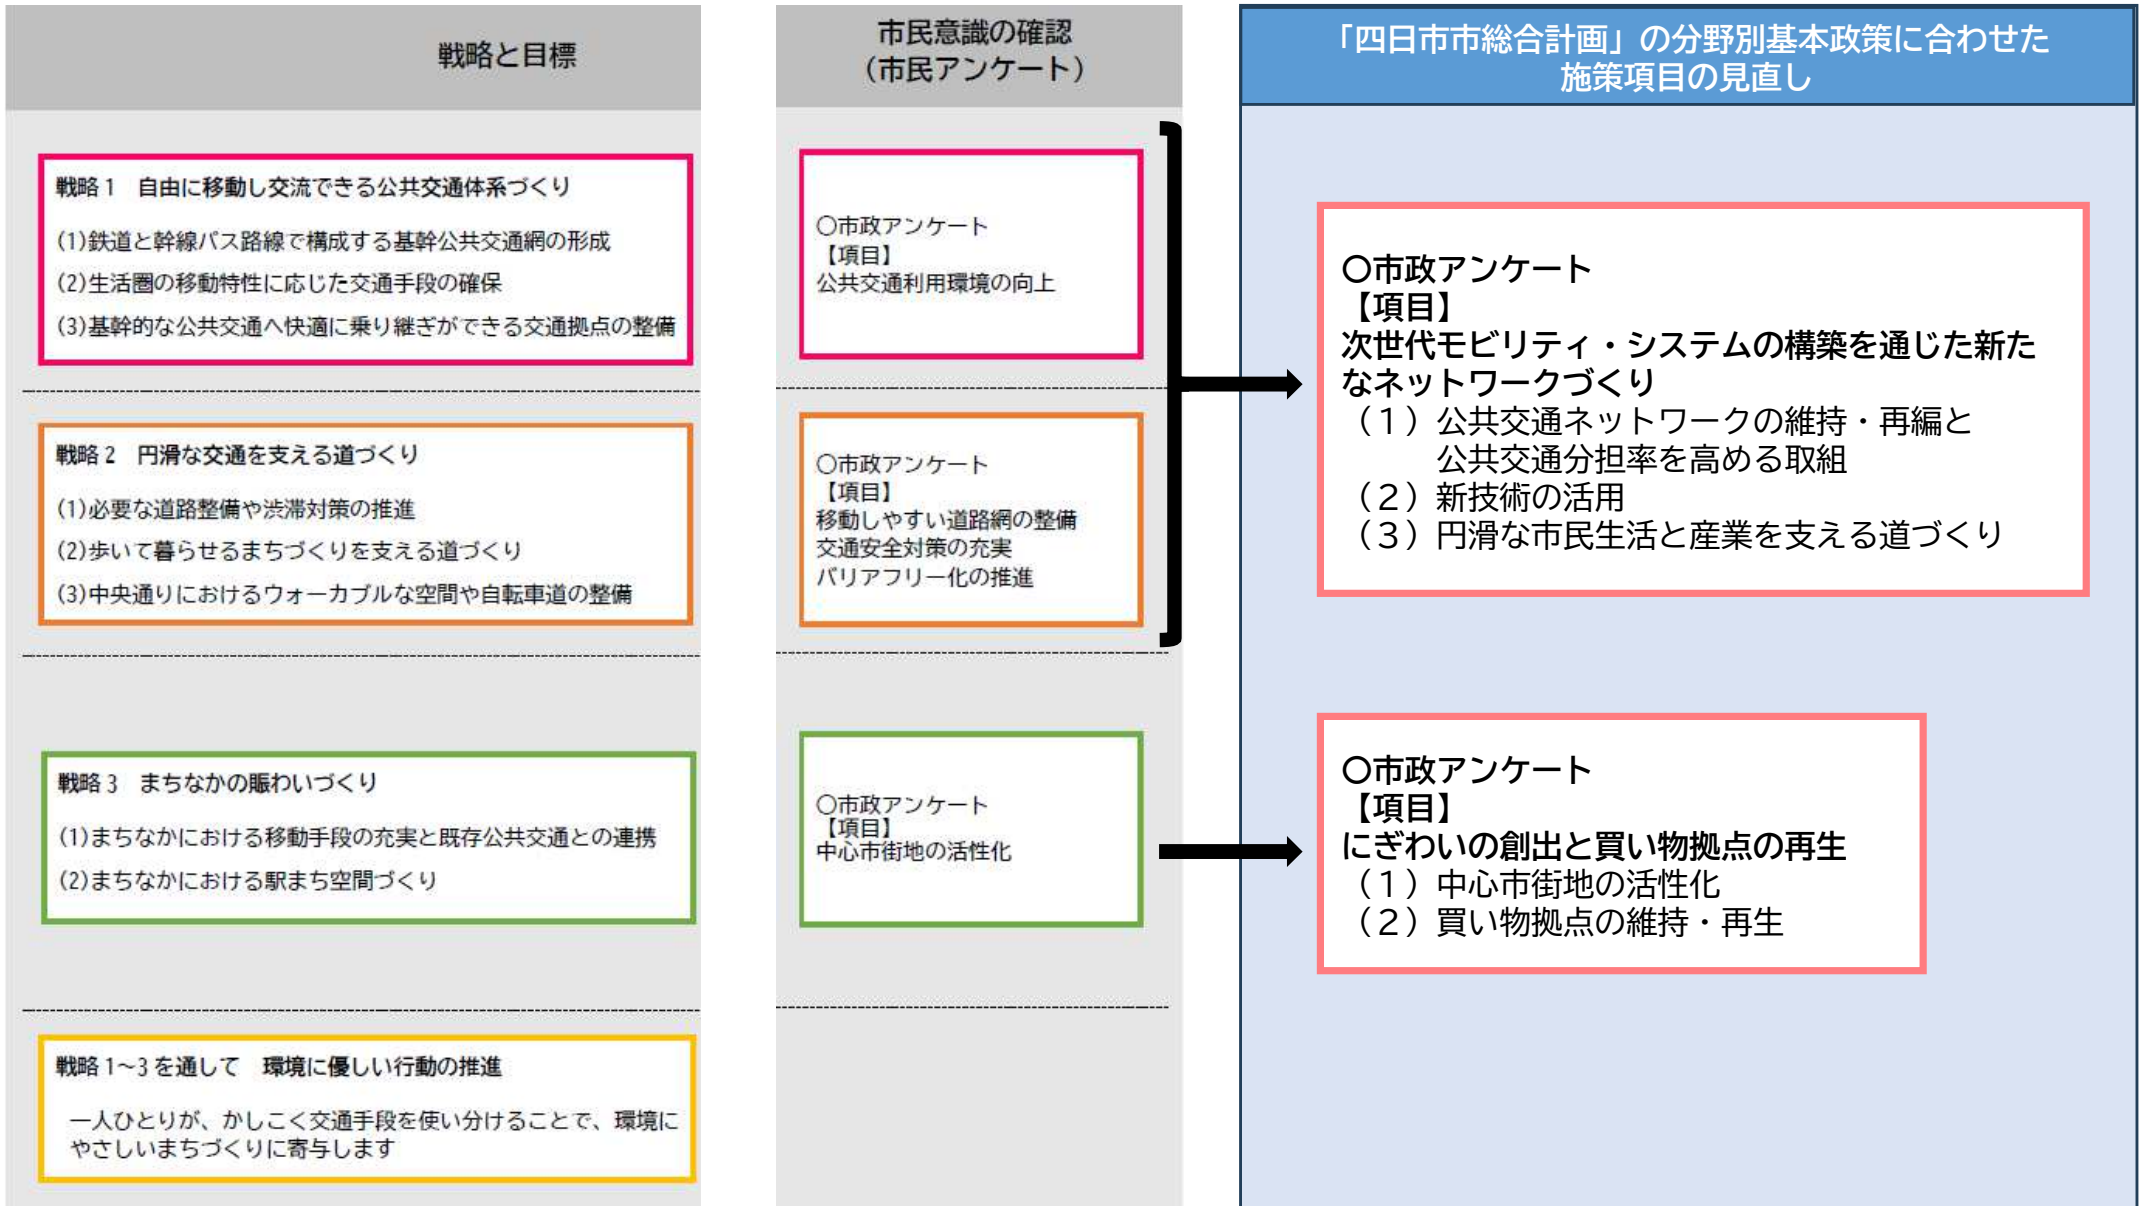 戦略と目標
戦略1 自由に移動し交流できる公共交通体系づくり
(1)鉄道と幹線バス路線で構成する基幹公共交通網の形成
(2)生活圏の移動特性に応じた交通手段の確保
(3)基幹的な公共交通へ快適に乗り継ぎができる交通拠点の整備
戦略2 円滑な交通を支える道づくり
(1)必要な道路整備や渋滞対策の推進
(2)歩いて暮らせるまちづくりを支える道づくり
(3)中央通りにおけるウォーカブルな空間や自転車道の整備
戦略3 まちなかの賑わいづくり
(1)まちなかにおける移動手段の充実と既存公共交通との連携
(2)まちなかにおける駅まち空間づくり
戦略1～3を通して 環境に優しい行動の推進
一人ひとりが、かしこく交通手段を使い分けることで、環境に
やさしいまちづくりに寄与します
市民意識の確認
（市民アンケート）
○市政アンケート
【項目】
公共交通利用環境の向上
○市政アンケート
【項目】
移動しやすい道路網の整備
交通安全対策の充実
バリアフリー化の推進
○市政アンケート
【項目】
中心市街地の活性化
「四日市市総合計画」の分野別基本政策に合わせた
施策項目の見直し
○市政アンケート
【項目】
次世代モビリティ・システムの構築を通じた新た
なネットワークづくり
（1）公共交通ネットワークの維持・再編と
公共交通分担率を高める取組
（2）新技術の活用
（3）円滑な市民生活と産業を支える道づくり
○市政アンケート
【項目】
にぎわいの創出と買い物拠点の再生
（1）中心市街地の活性化
（2）買い物拠点の維持・再生